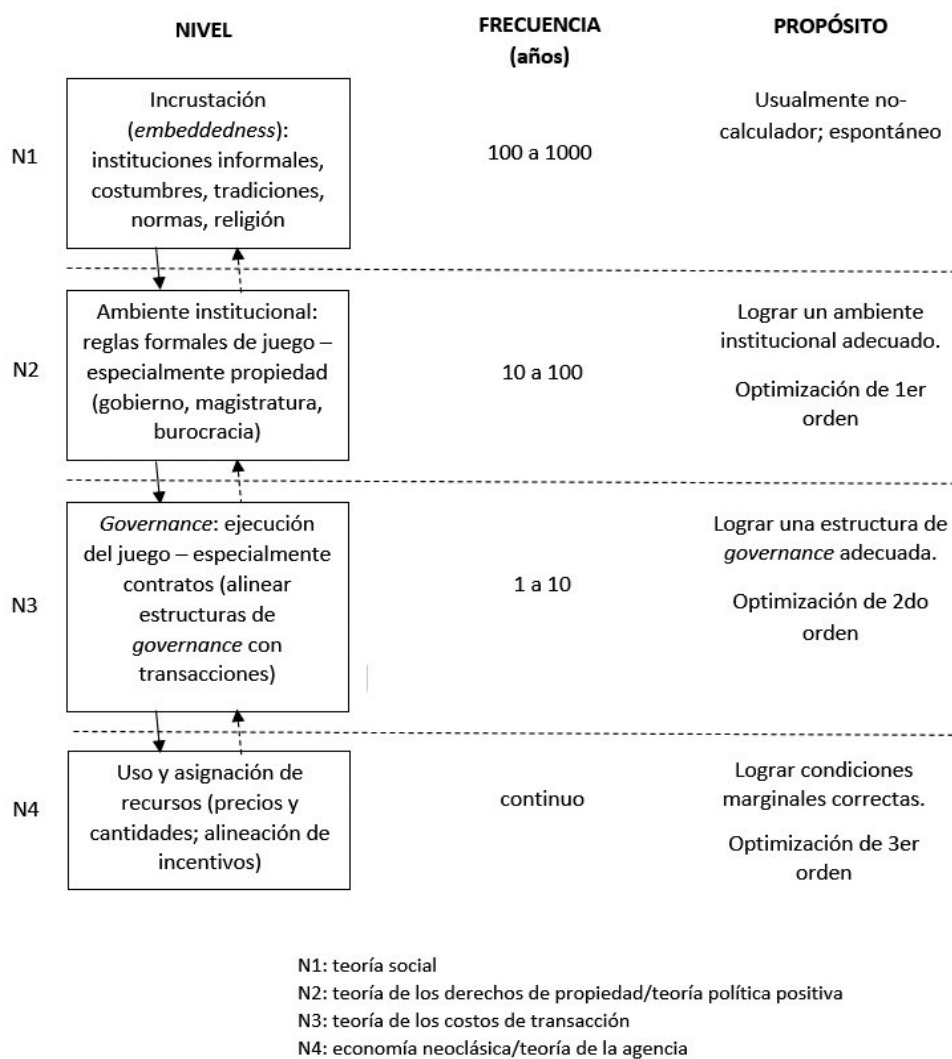 NIVEL
FRECUENCIA
(años)
PROPÓSITO
N1
Incrustación
(embeddedness):
instituciones informales,
costumbres, tradiciones,
normas, religión
100 a 1000
Usualmente no-
calculador; espontáneo
N2
Ambiente institucional:
reglas formales de juego –
especialmente propiedad
(gobierno, magistratura,
burocracia)
10 a 100
Lograr un ambiente
institucional adecuado.
Optimización de 1er
orden
N3
Governance: ejecución
del juego – especialmente
contratos (alinear
estructuras de
governance con
transacciones)
1 a 10
Lograr una estructura de
governance adecuada.
Optimización de 2do
orden
N4
Uso y asignación de
recursos (precios y
cantidades; alineación de
incentivos)
continuo
Lograr condiciones
marginales correctas.
Optimización de 3er
orden
N1: teoría social
N2: teoría de los derechos de propiedad/teoría política positiva
N3: teoría de los costos de transacción
N4: economía neoclásica/teoría de la agencia